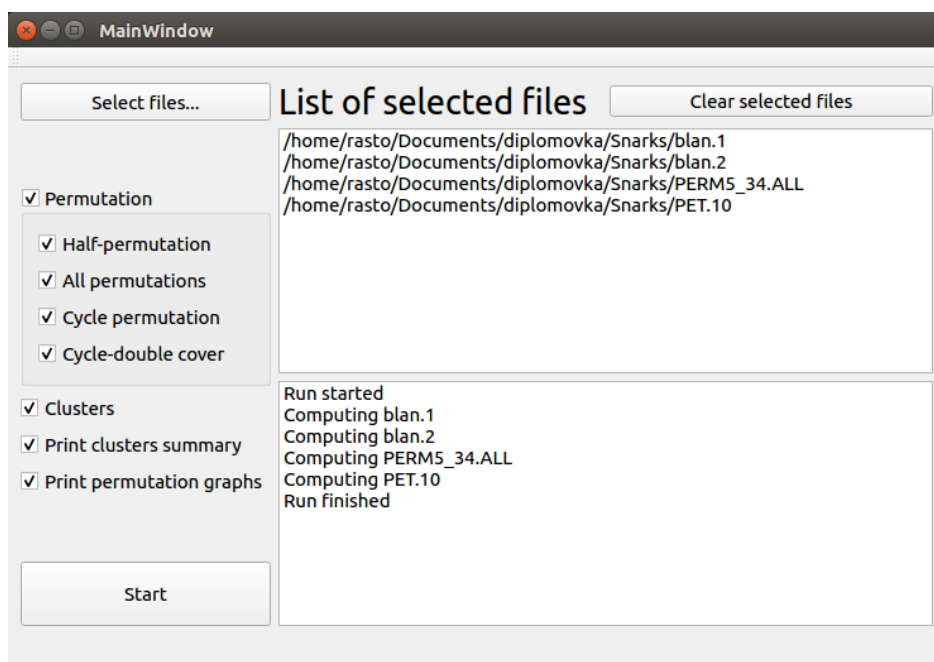 MainWindow
Select files...
List of selected files
Clear selected files
/home/rasto/Documents/diplomovka/Snarks/blan.1
/home/rasto/Documents/diplomovka/Snarks/blan.2
/home/rasto/Documents/diplomovka/Snarks/PERM5_34.ALL
/home/rasto/Documents/diplomovka/Snarks/PET.10
Permutation
Half-permutation
All permutations
Cycle permutation
Cycle-double cover
Clusters
Print clusters summary
Print permutation graphs
Run started
Computing blan.1
Computing blan.2
Computing PERM5_34.ALL
Computing PET.10
Run finished
Start